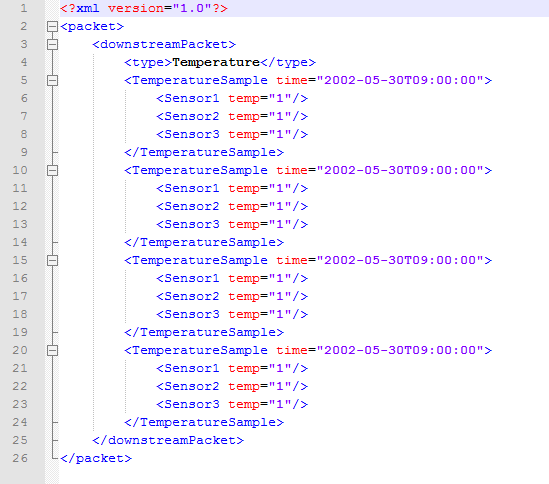 1 <?xml version="1.0"?>
2 <packet>
3 <downstreamPacket>
4 <type>Temperature</type>
5 <TemperatureSample time="2002-05-30T09:00:00">
6 <Sensor1 temp="1"/>
7 <Sensor2 temp="1"/>
8 <Sensor3 temp="1"/>
9 </TemperatureSample>
10 <TemperatureSample time="2002-05-30T09:00:00">
11 <Sensor1 temp="1"/>
12 <Sensor2 temp="1"/>
13 <Sensor3 temp="1"/>
14 </TemperatureSample>
15 <TemperatureSample time="2002-05-30T09:00:00">
16 <Sensor1 temp="1"/>
17 <Sensor2 temp="1"/>
18 <Sensor3 temp="1"/>
19 </TemperatureSample>
20 <TemperatureSample time="2002-05-30T09:00:00">
21 <Sensor1 temp="1"/>
22 <Sensor2 temp="1"/>
23 <Sensor3 temp="1"/>
24 </TemperatureSample>
25 </downstreamPacket>
26 </packet>